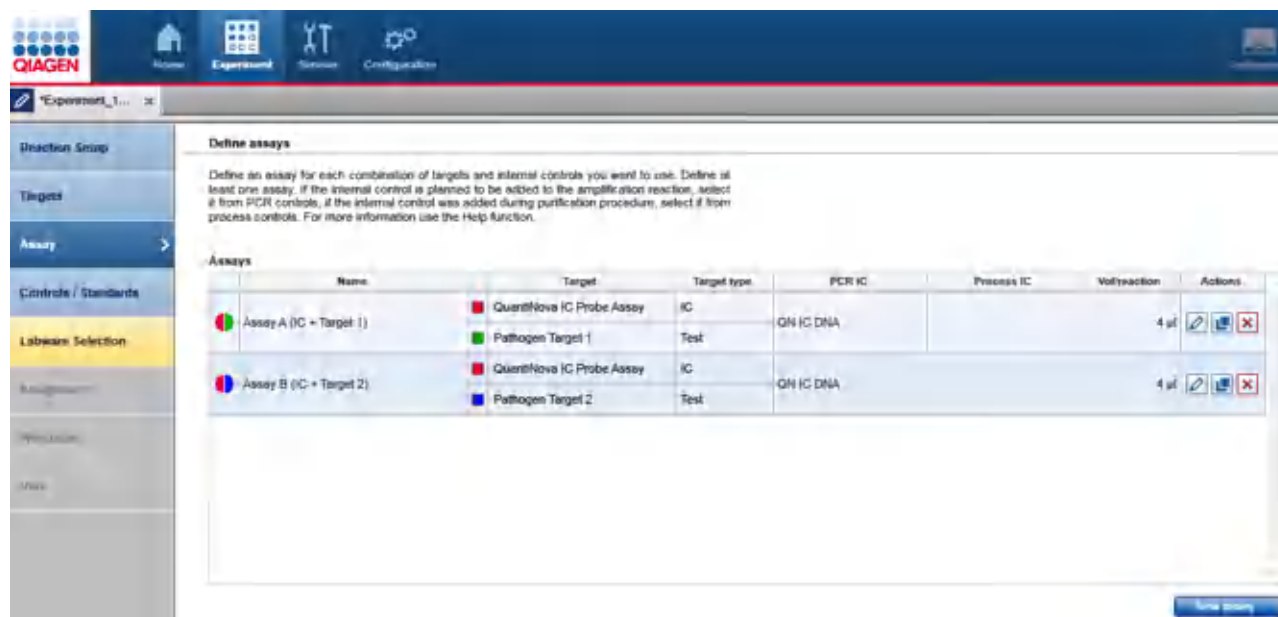 QIAGEN
Home
Experiment
Service
Configuration
*Experiment_1... x
Reaction Setup
Targets
Assay
Controls / Standards
Labware Selection
Define assays
Define an assay for each combination of targets and internal controls you want to use. Define at
least one assay. If the internal control is planned to be added to the amplification reaction, select
it from PCR controls, if the internal control was added during purification procedure, select it from
process controls. For more information use the Help function.
Assays
Name Target Target type PCR IC Process IC Vol/reaction Actions
Assay A (IC + Target 1) QuantiNova IC Probe Assay IC QN IC DNA 4 µl
Pathogen Target 1 Test
Assay B (IC + Target 2) QuantiNova IC Probe Assay IC QN IC DNA 4 µl
Pathogen Target 2 Test
New assay